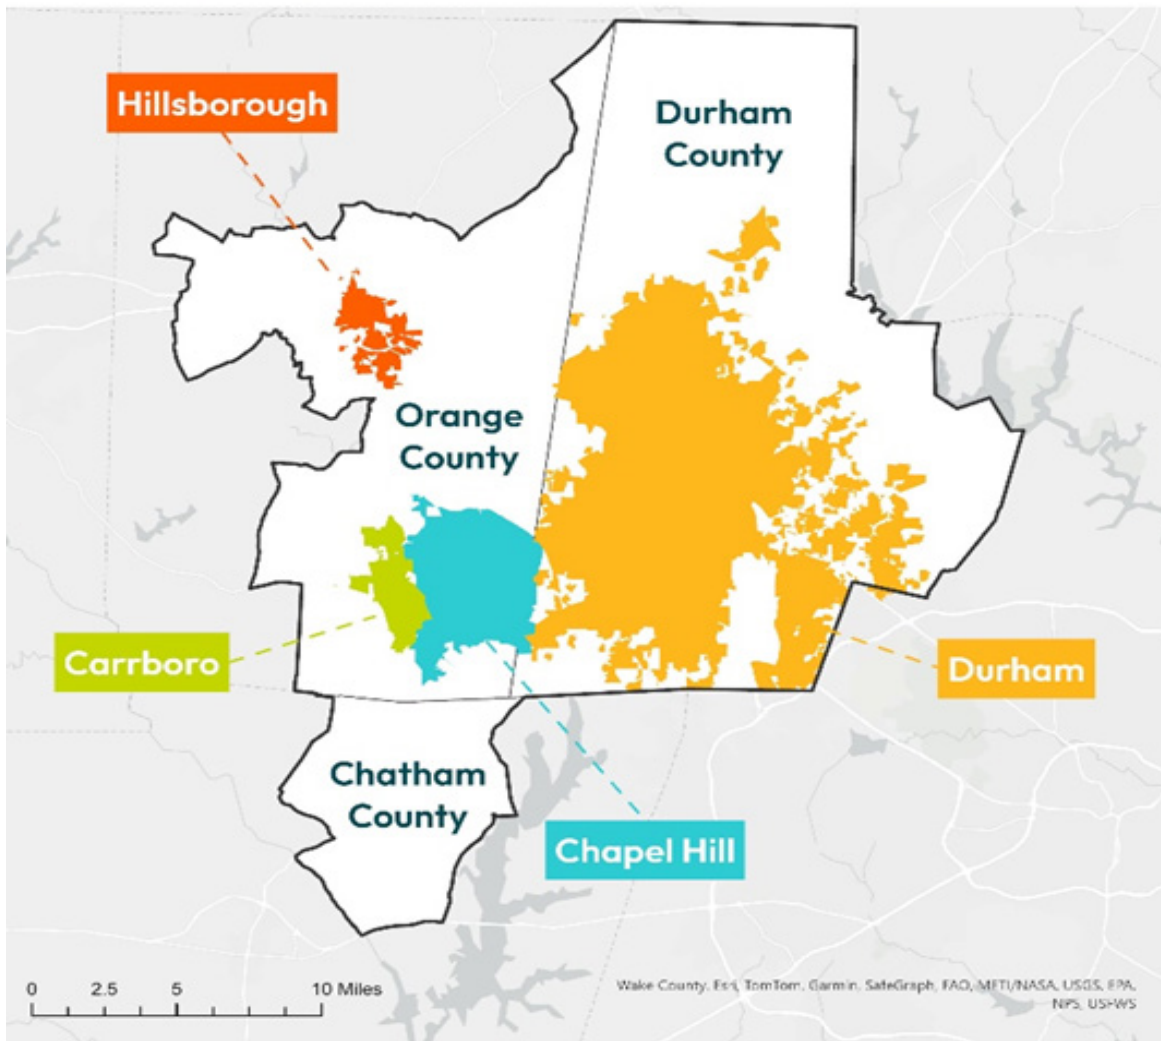 Hillsborough
Durham
County
Orange
County
Carrboro
Durham
Chatham
County
Chapel Hill
0 2.5 5 10 Miles
Wake County, Esri, TomTom, Garmin, SafeGraph, FAO, METI/NASA, USGS, EPA,
NPS, USFWS